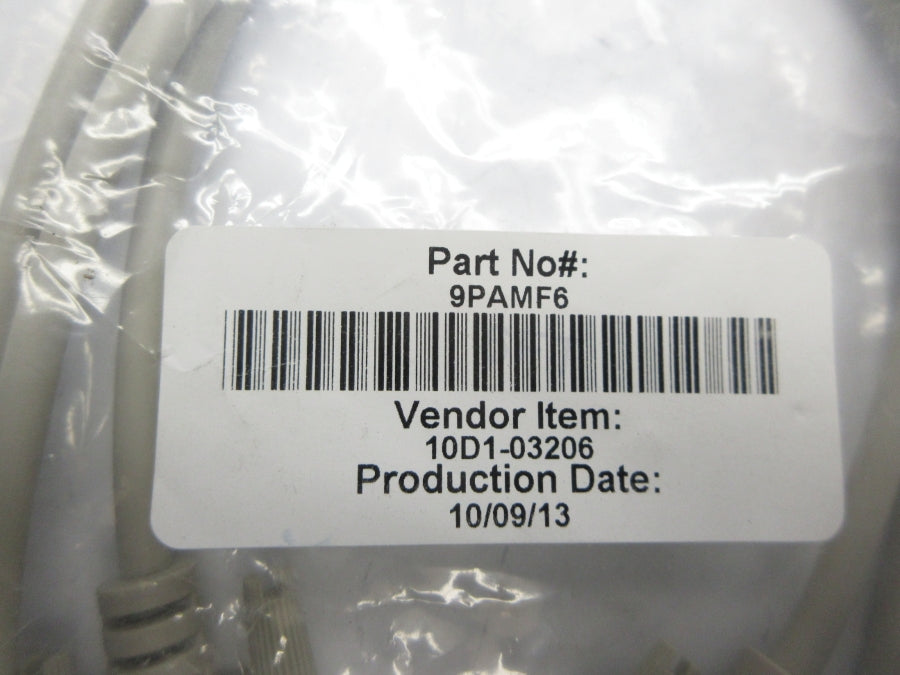 Part No#:
9PAMF6
Vendor Item:
10D1-03206
Production Date:
10/09/13